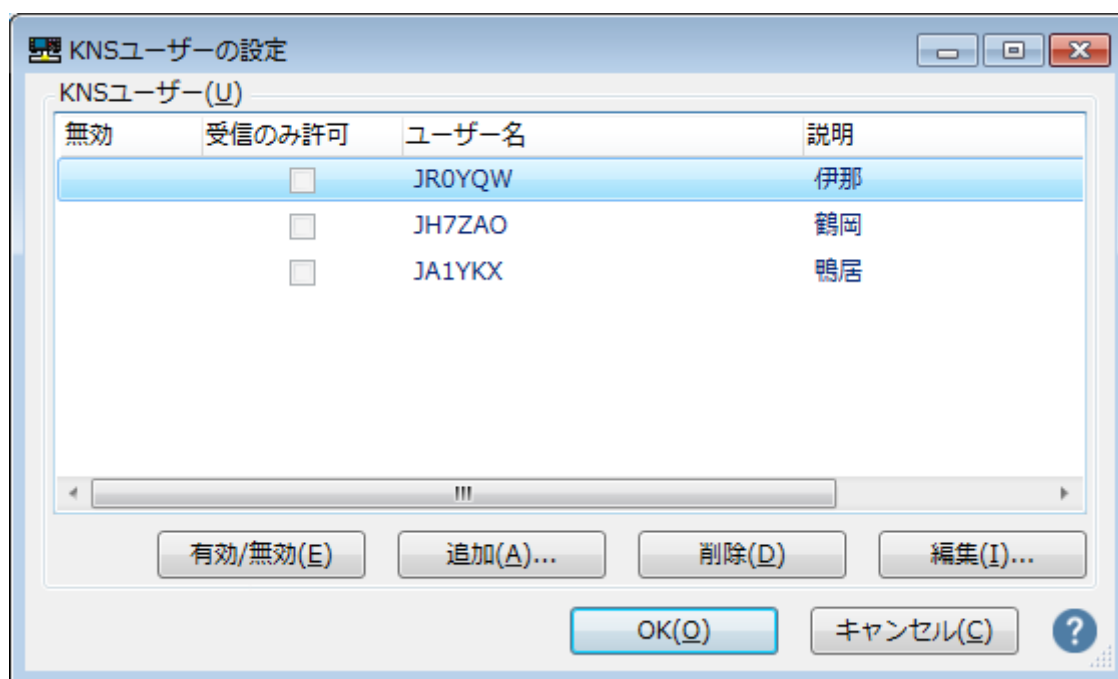 KNSユーザーの設定
KNSユーザー(U)
無効 受信のみ許可 ユーザー名 説明
JR0YQW 伊那
JH7ZAO 鶴岡
JA1YKX 鴨居
有効/無効(E) 追加(A)... 削除(D) 編集(I)...
OK(O) キャンセル(C) ?